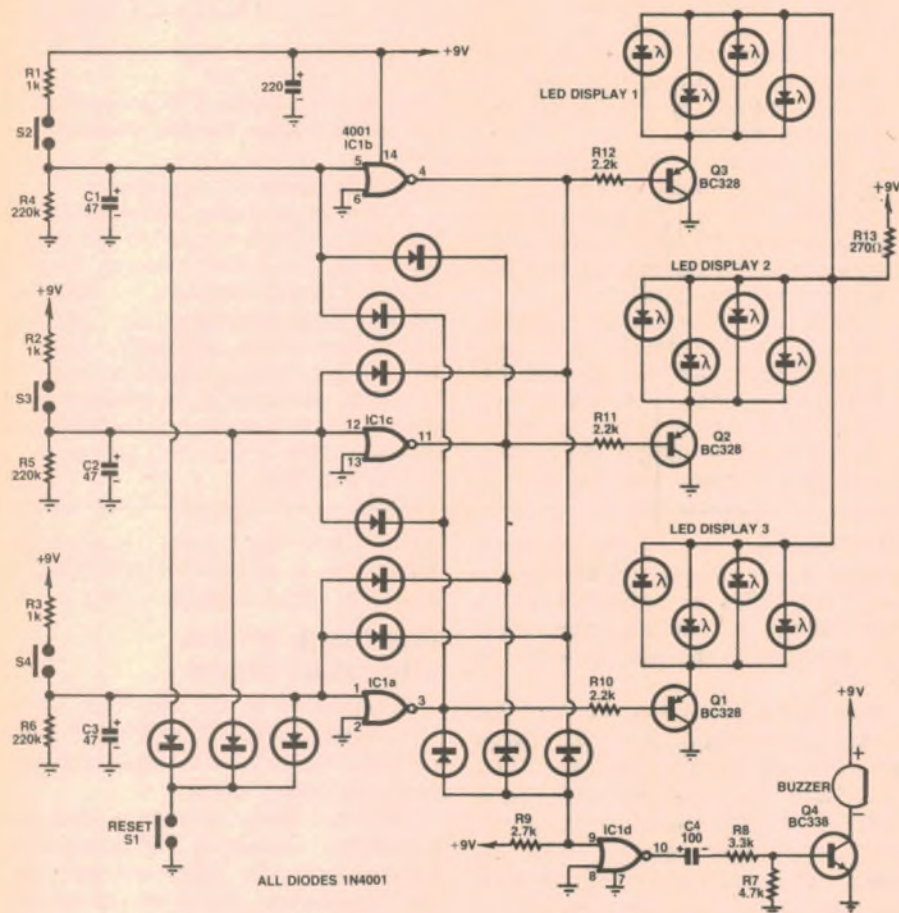 +9V
R1
1k
220
+
-
LED DISPLAY 1
S2
4001
IC1b
14
5
4
6
R12
2.2k
Q3
BC328
R4
220k
C1
47
+
-
+9V
R13
270Ω
+9V
LED DISPLAY 2
R2
1k
S3
IC1c
12
11
13
R11
2.2k
Q2
BC328
R5
220k
C2
47
+
-
LED DISPLAY 3
+9V
R3
1k
S4
IC1a
1
3
2
R10
2.2k
Q1
BC328
R6
220k
C3
47
+
-
+9V
+
BUZZER
-
RESET
S1
R9
2.7k
+9V
9
IC1d
10
8
7
C4
100
+
-
R8
3.3k
R7
4.7k
Q4
BC338
ALL DIODES 1N4001
λ
λ
λ
λ
λ
λ
λ
λ
λ
λ
λ
λ